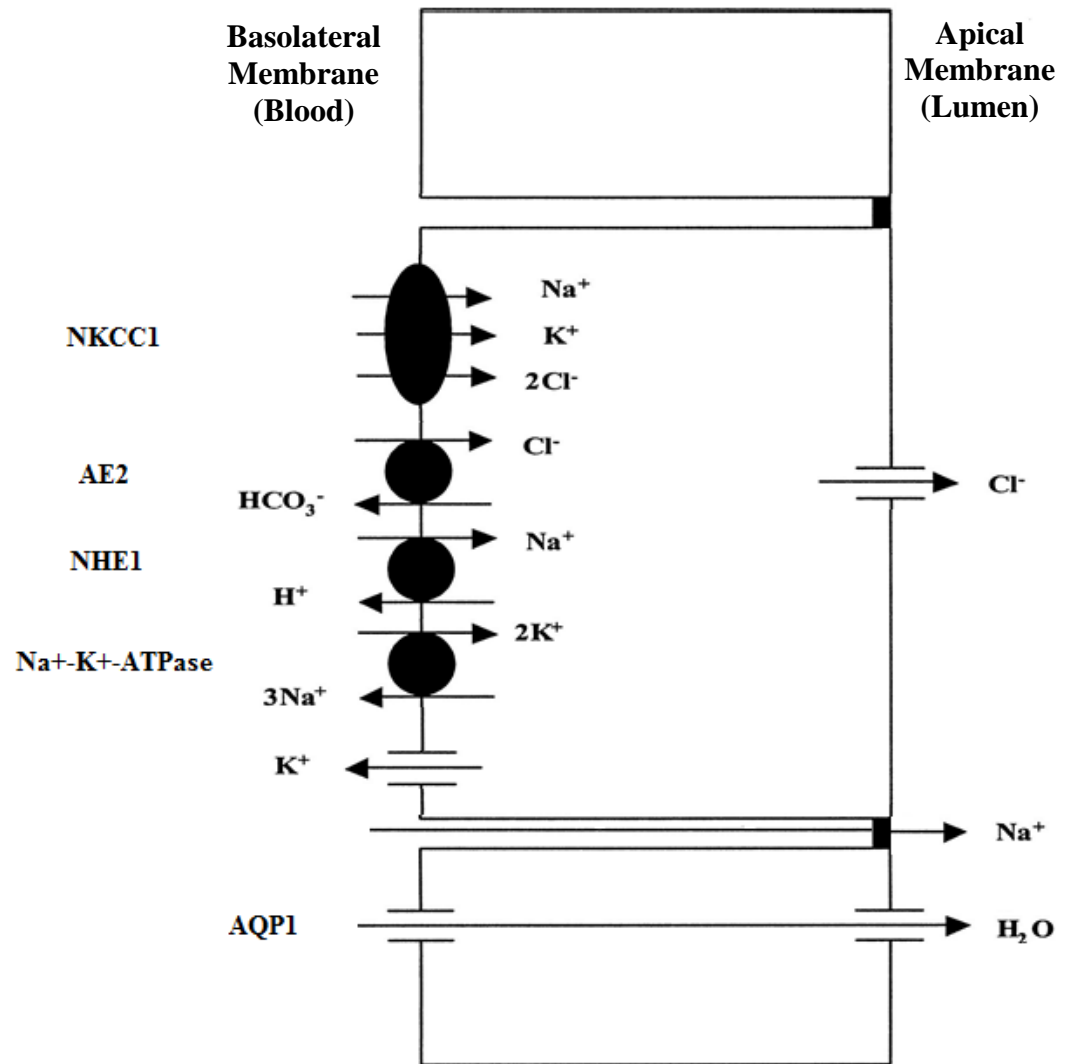 Basolateral
Membrane
(Blood)
Apical
Membrane
(Lumen)
NKCC1
Na⁺
K⁺
2Cl⁻
AE2
Cl⁻
HCO₃⁻
Cl⁻
NHE1
Na⁺
H⁺
Na+-K+-ATPase
2K⁺
3Na⁺
K⁺
Na⁺
AQP1
H₂O